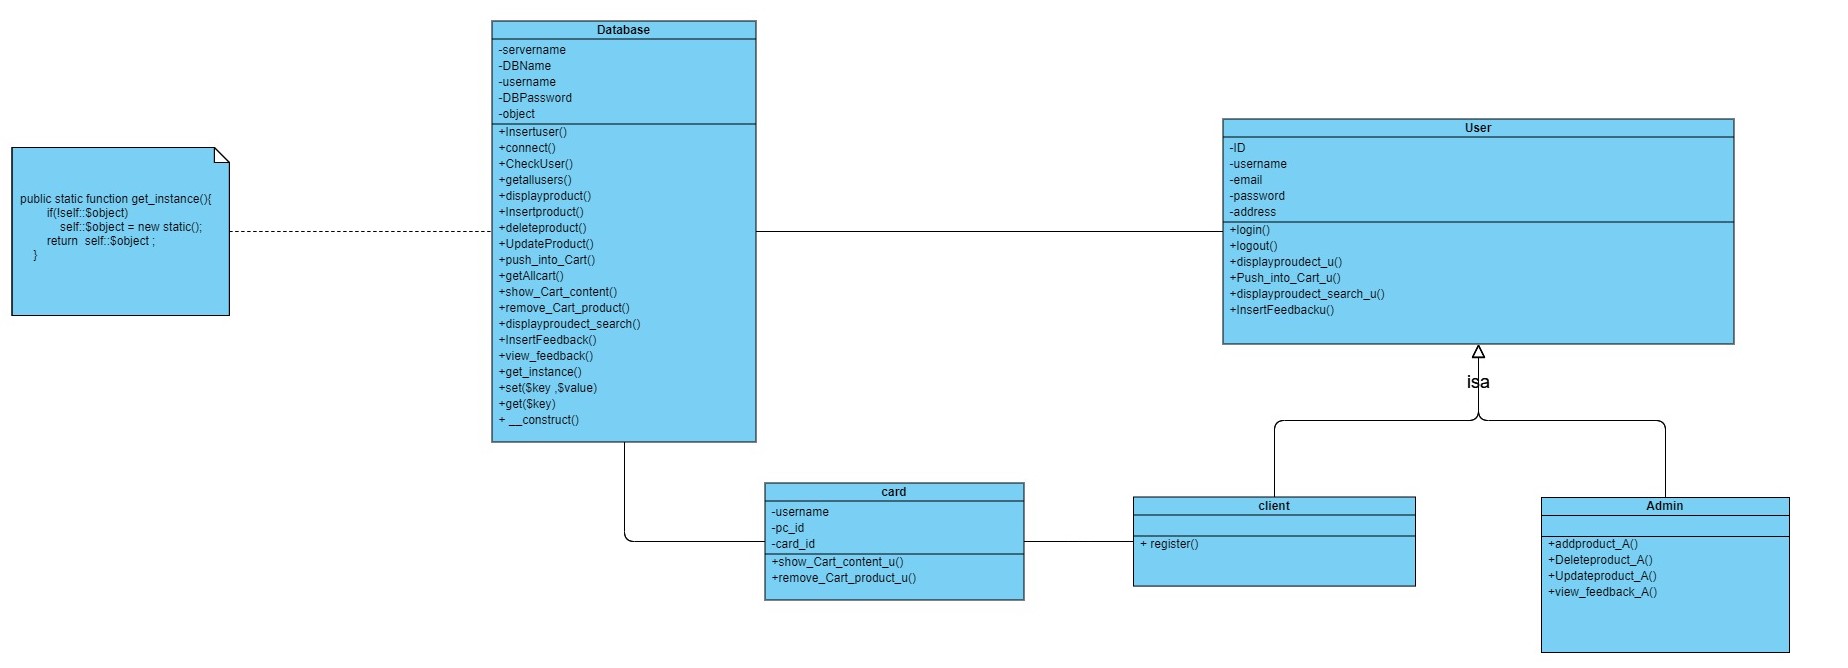 public static function get_instance(){
if(!self::$object)
self::$object = new static();
return self::$object ;
}
Database
-servername
-DBName
-username
-DBPassword
-object
+Insertuser()
+connect()
+CheckUser()
+getallusers()
+displayproduct()
+Insertproduct()
+deleteproduct()
+UpdateProduct()
+push_into_Cart()
+getAllcart()
+show_Cart_content()
+remove_Cart_product()
+displayproudect_search()
+InsertFeedback()
+view_feedback()
+get_instance()
+set($key ,$value)
+get($key)
+ __construct()
User
-ID
-username
-email
-password
-address
+login()
+logout()
+displayproudect_u()
+Push_into_Cart_u()
+displayproudect_search_u()
+InsertFeedbacku()
isa
card
-username
-pc_id
-card_id
+show_Cart_content_u()
+remove_Cart_product_u()
client
+ register()
Admin
+addproduct_A()
+Deleteproduct_A()
+Updateproduct_A()
+view_feedback_A()